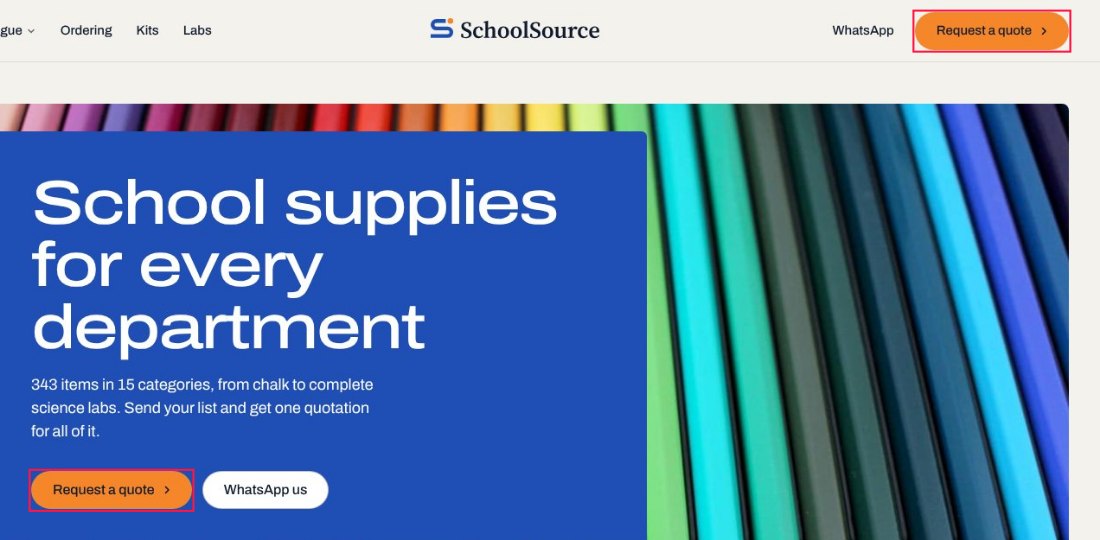 gue
Ordering
Kits
Labs
SchoolSource
WhatsApp
Request a quote
School supplies
for every
department
343 items in 15 categories, from chalk to complete
science labs. Send your list and get one quotation
for all of it.
Request a quote
WhatsApp us